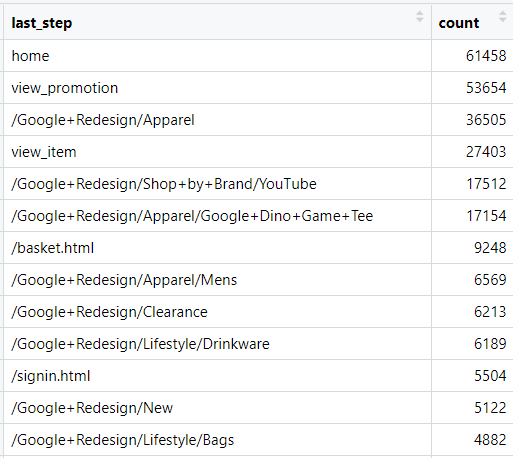 last_step count
home 61458
view_promotion 53654
/Google+Redesign/Apparel 36505
view_item 27403
/Google+Redesign/Shop+by+Brand/YouTube 17512
/Google+Redesign/Apparel/Google+Dino+Game+Tee 17154
/basket.html 9248
/Google+Redesign/Apparel/Mens 6569
/Google+Redesign/Clearance 6213
/Google+Redesign/Lifestyle/Drinkware 6189
/signin.html 5504
/Google+Redesign/New 5122
/Google+Redesign/Lifestyle/Bags 4882